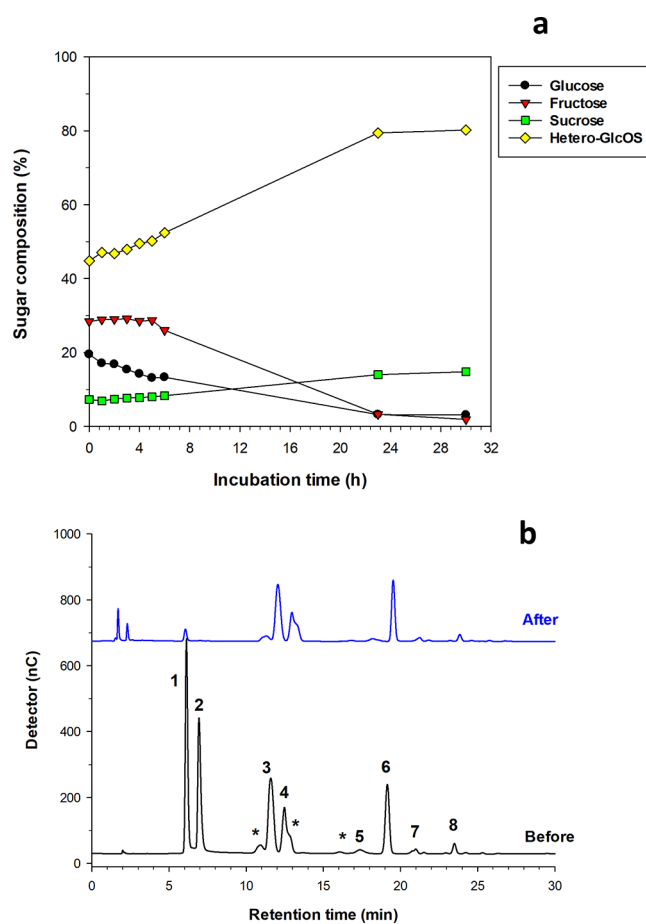 a
Glucose
Fructose
Sucrose
Hetero-GlcOS
Sugar composition (%)
100
80
60
40
20
0
0 4 8 12 16 20 24 28 32
Incubation time (h)
b
Detector (nC)
1000
800
600
400
200
0
After
1
2
3
4
*
*
*
5
6
7
8
Before
0 5 10 15 20 25 30
Retention time (min)